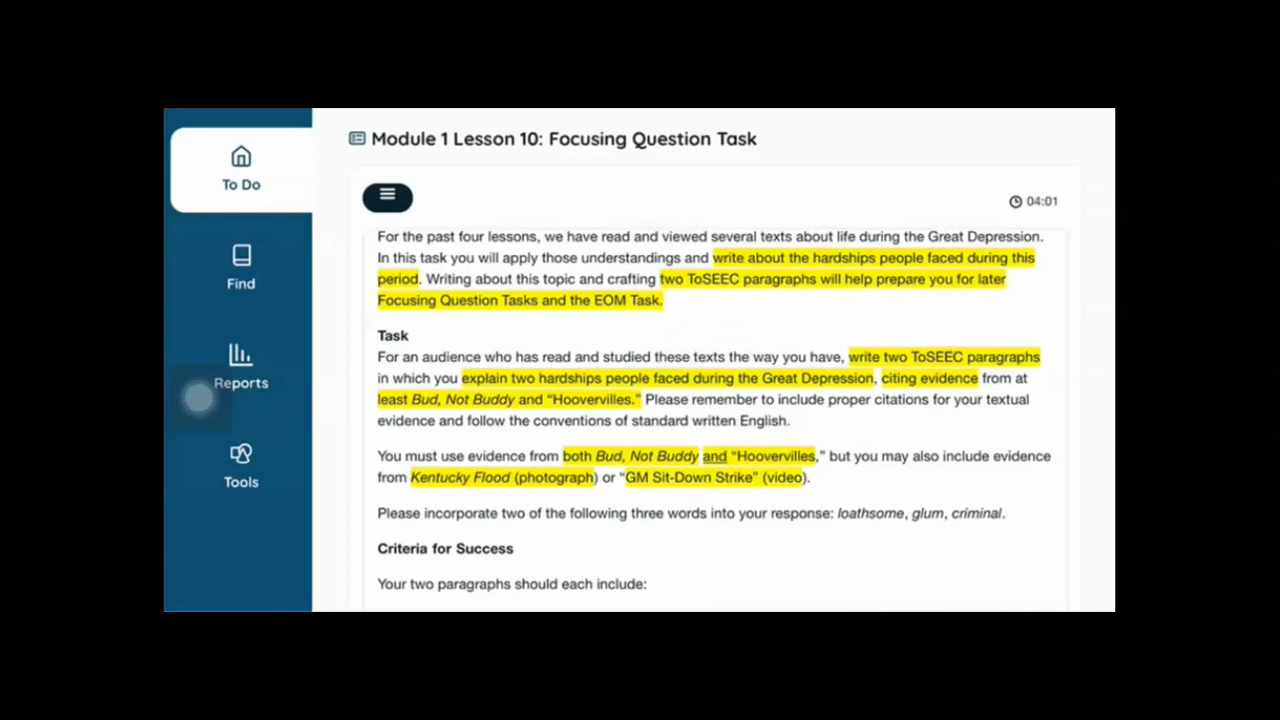 Module 1 Lesson 10: Focusing Question Task
To Do
04:01
Find
Reports
Tools
For the past four lessons, we have read and viewed several texts about life during the Great Depression.
In this task you will apply those understandings and write about the hardships people faced during this
period. Writing about this topic and crafting two ToSEEC paragraphs will help prepare you for later
Focusing Question Tasks and the EOM Task.
Task
For an audience who has read and studied these texts the way you have, write two ToSEEC paragraphs
in which you explain two hardships people faced during the Great Depression, citing evidence from at
least Bud, Not Buddy and “Hoovervilles.” Please remember to include proper citations for your textual
evidence and follow the conventions of standard written English.
You must use evidence from both Bud, Not Buddy and “Hoovervilles,” but you may also include evidence
from Kentucky Flood (photograph) or “GM Sit-Down Strike” (video).
Please incorporate two of the following three words into your response: loathsome, glum, criminal.
Criteria for Success
Your two paragraphs should each include: